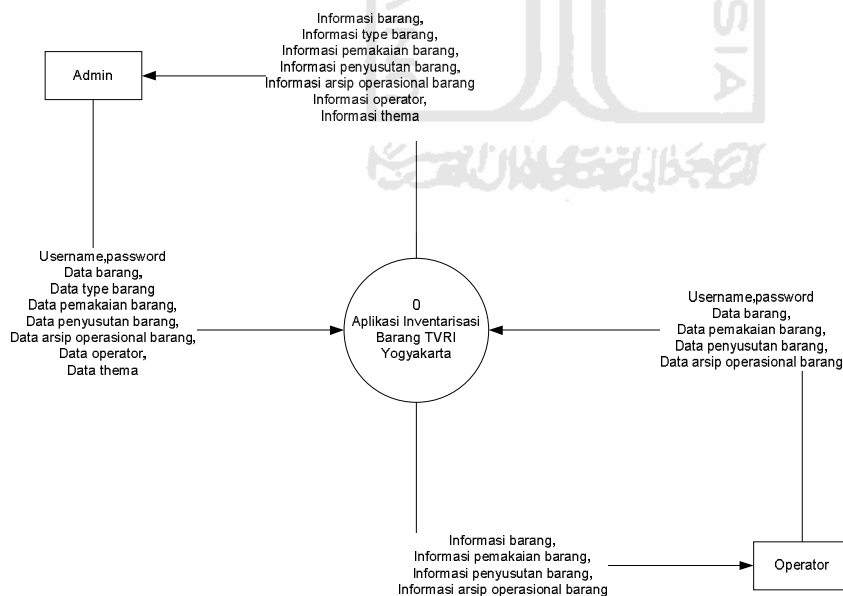 Informasi barang,
Informasi type barang,
Informasi pemakaian barang,
Informasi penyusutan barang,
Informasi arsip operasional barang
Informasi operator,
Informasi thema
Admin
Username,password
Data barang,
Data type barang
Data pemakaian barang,
Data penyusutan barang,
Data arsip operasional barang,
Data operator,
Data thema
0
Aplikasi Inventarisasi
Barang TVRI
Yogyakarta
Username,password
Data barang,
Data pemakaian barang,
Data penyusutan barang,
Data arsip operasional barang
Informasi barang,
Informasi pemakaian barang,
Informasi penyusutan barang,
Informasi arsip operasional barang
Operator